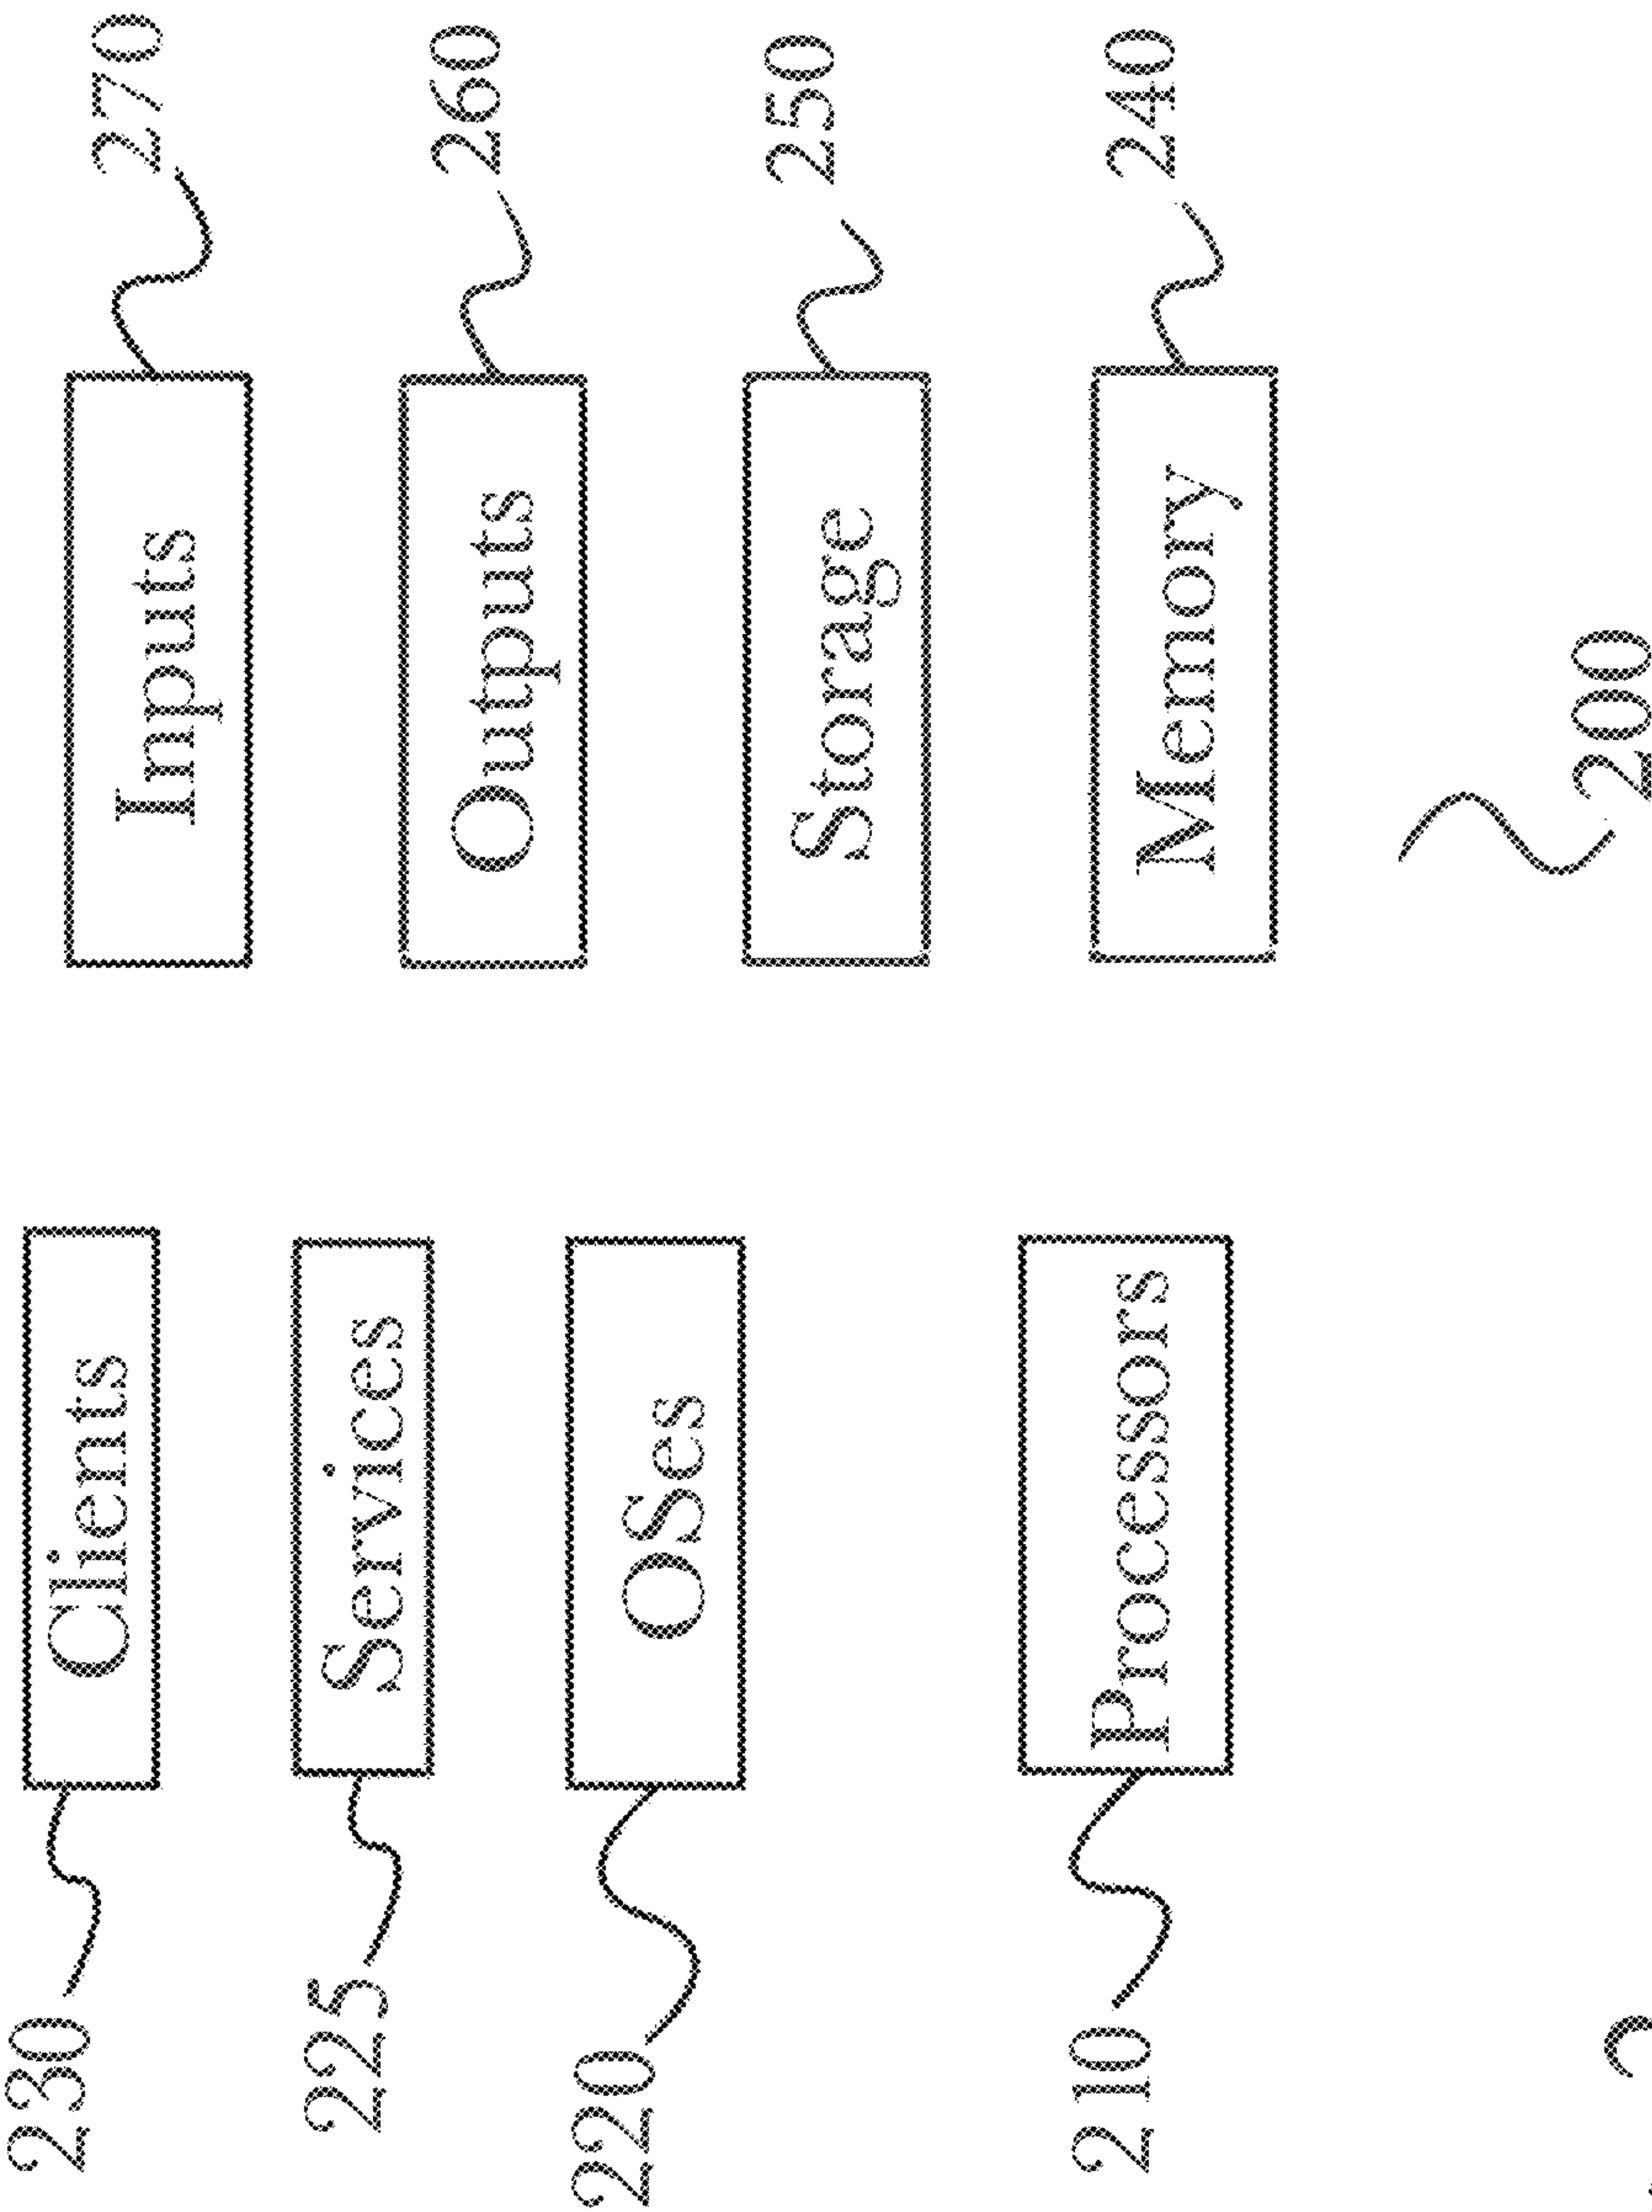 230 Clients Inputs 270
225 Services Outputs 260
220 OSes Storage 250
210 Processors Memory 240
200